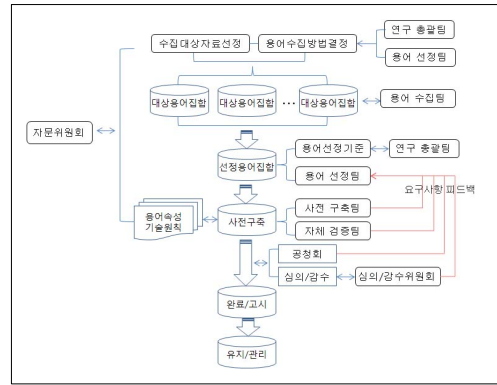 연구 총괄팀
수집대상자료선정
용어수집방법결정
용어 선정팀
대상용어집합
대상용어집합
...
대상용어집합
용어 수집팀
자문위원회
용어선정기준
연구 총괄팀
선정용어집합
용어 선정팀
요구사항 피드백
용어속성
기술원칙
사전구축
사전 구축팀
자체 검증팀
공청회
심의/감수
심의/감수위원회
완료/고시
유지/관리